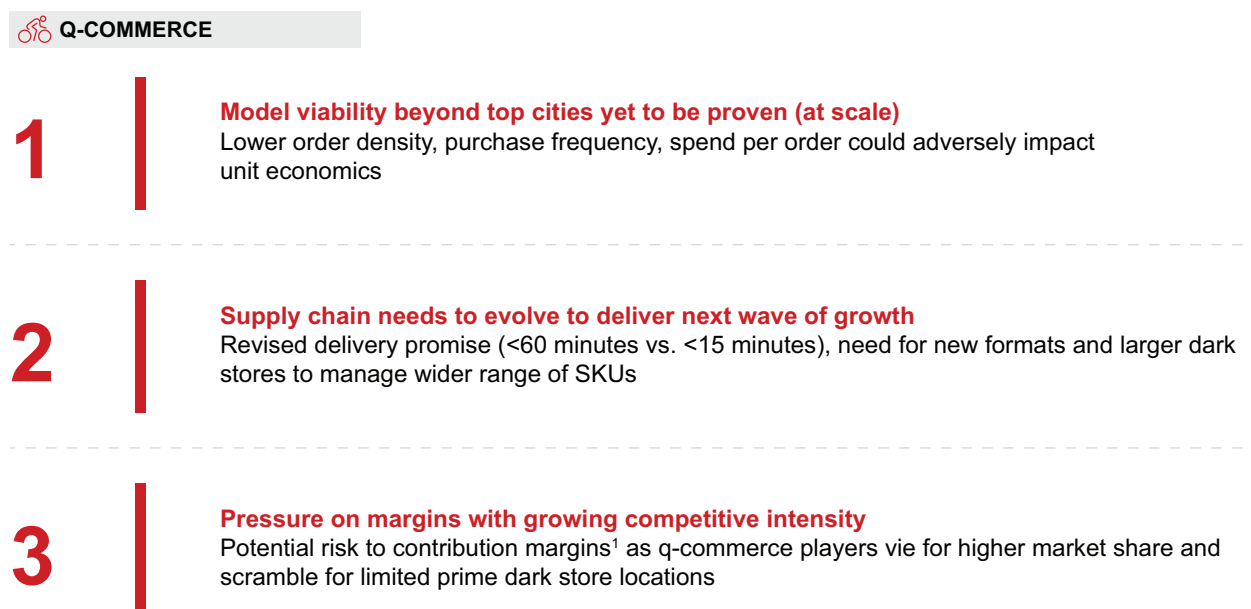 Q-COMMERCE
1
Model viability beyond top cities yet to be proven (at scale)
Lower order density, purchase frequency, spend per order could adversely impact
unit economics
2
Supply chain needs to evolve to deliver next wave of growth
Revised delivery promise (<60 minutes vs. <15 minutes), need for new formats and larger dark
stores to manage wider range of SKUs
3
Pressure on margins with growing competitive intensity
Potential risk to contribution margins¹ as q-commerce players vie for higher market share and
scramble for limited prime dark store locations